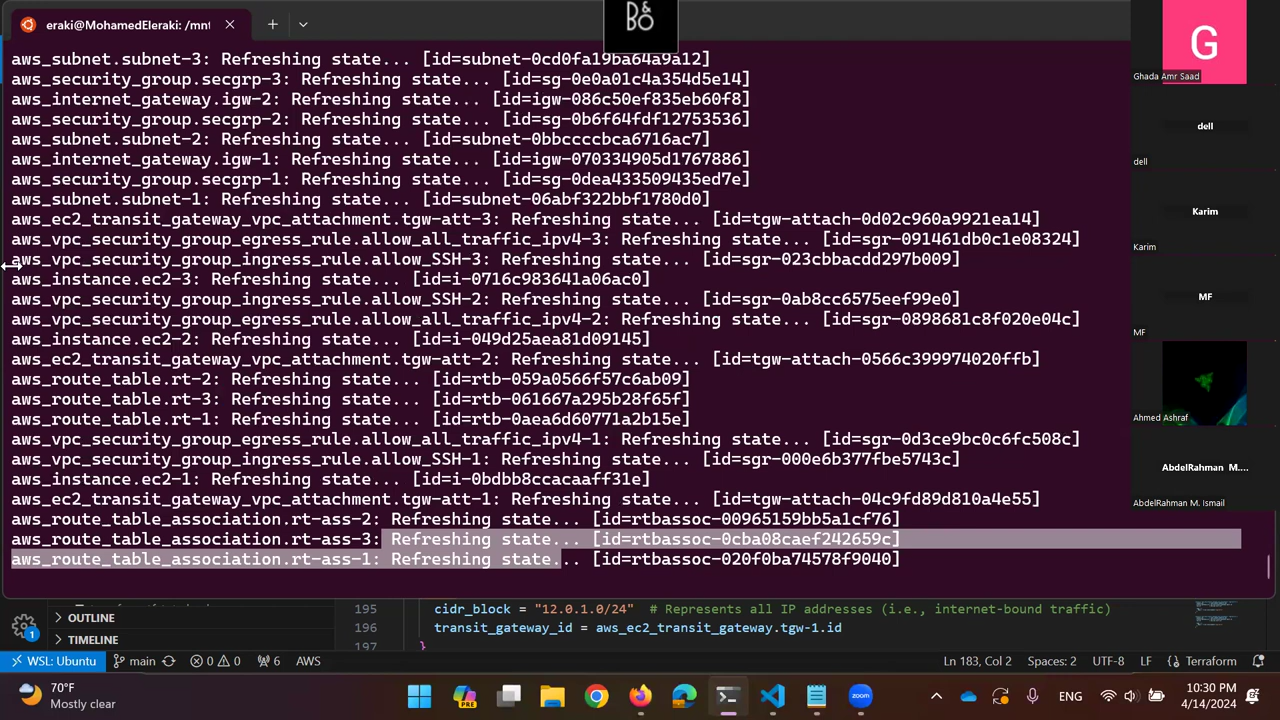 eraki@MohamedEleraki: /mnt
D&
BO
aws_subnet.subnet-3: Refreshing state... [id=subnet-0cd0fa19ba64a9a12]
aws_security_group.secgrp-3: Refreshing state... [id=sg-0e0a01c4a354d5e14]
aws_internet_gateway.igw-2: Refreshing state... [id=igw-086c50ef835eb60f8]
aws_security_group.secgrp-2: Refreshing state... [id=sg-0b6f64fdf12753536]
aws_subnet.subnet-2: Refreshing state... [id=subnet-0bbccccbca6716ac7]
aws_internet_gateway.igw-1: Refreshing state... [id=igw-070334905d1767886]
aws_security_group.secgrp-1: Refreshing state... [id=sg-0dea433509435ed7e]
aws_subnet.subnet-1: Refreshing state... [id=subnet-06abf322bbf1780d0]
aws_ec2_transit_gateway_vpc_attachment.tgw-att-3: Refreshing state... [id=tgw-attach-0d02c960a9921ea14]
aws_vpc_security_group_egress_rule.allow_all_traffic_ipv4-3: Refreshing state... [id=sgr-091461db0c1e08324]
aws_vpc_security_group_ingress_rule.allow_SSH-3: Refreshing state... [id=sgr-023cbbacdd297b009]
aws_instance.ec2-3: Refreshing state... [id=i-0716c983641a06ac0]
aws_vpc_security_group_ingress_rule.allow_SSH-2: Refreshing state... [id=sgr-0ab8cc6575eef99e0]
aws_vpc_security_group_egress_rule.allow_all_traffic_ipv4-2: Refreshing state... [id=sgr-0898681c8f020e04c]
aws_instance.ec2-2: Refreshing state... [id=i-049d25aea81d09145]
aws_ec2_transit_gateway_vpc_attachment.tgw-att-2: Refreshing state... [id=tgw-attach-0566c399974020ffb]
aws_route_table.rt-2: Refreshing state... [id=rtb-059a0566f57c6ab09]
aws_route_table.rt-3: Refreshing state... [id=rtb-061667a295b28f65f]
aws_route_table.rt-1: Refreshing state... [id=rtb-0aea6d60771a2b15e]
aws_vpc_security_group_egress_rule.allow_all_traffic_ipv4-1: Refreshing state... [id=sgr-0d3ce9bc0c6fc508c]
aws_vpc_security_group_ingress_rule.allow_SSH-1: Refreshing state... [id=sgr-000e6b377fbe5743c]
aws_instance.ec2-1: Refreshing state... [id=i-0bdbb8ccacaaff31e]
aws_ec2_transit_gateway_vpc_attachment.tgw-att-1: Refreshing state... [id=tgw-attach-04c9fd89d810a4e55]
aws_route_table_association.rt-ass-2: Refreshing state... [id=rtbassoc-00965159bb5a1cf76]
aws_route_table_association.rt-ass-3: Refreshing state... [id=rtbassoc-0cba08caef242659c]
aws_route_table_association.rt-ass-1: Refreshing state... [id=rtbassoc-020f0ba74578f9040]
G
Ghada Amr Saad
dell
dell
Karim
Karim
MF
MF
Ahmed Ashraf
AbdelRahman M....
AbdelRahman M. Ismail
OUTLINE
TIMELINE
195 cidr_block = "12.0.1.0/24" # Represents all IP addresses (i.e., internet-bound traffic)
196 transit_gateway_id = aws_ec2_transit_gateway.tgw-1.id
197 }
1
WSL: Ubuntu main 0 0 6 AWS Ln 183, Col 2 Spaces: 2 UTF-8 LF Terraform
70°F
Mostly clear
PRE
zoom
ENG
10:30 PM
4/14/2024